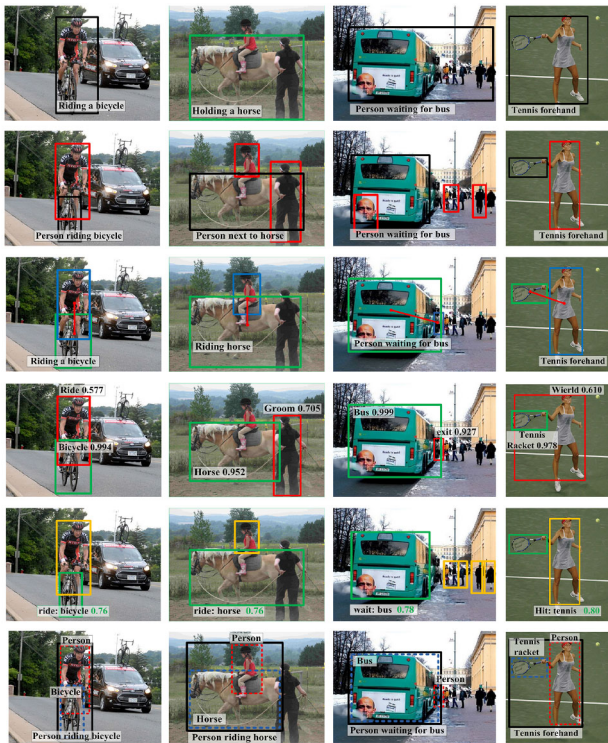 Riding a bicycle
Holding a horse
Person waiting for bus
Tennis forehand
Person riding bicycle
Person next to horse
Person waiting for bus
Tennis forehand
Riding a bicycle
Riding horse
Person waiting for bus
Tennis forehand
Ride 0.577
Bicycle 0.994
Groom 0.705
Horse 0.952
Bus 0.999
exit 0.927
Wierld 0.610
Tennis
Racket 0.978
ride: bicycle 0.76
ride: horse 0.76
wait: bus 0.78
Hit: tennis 0.80
Person
Bicycle
Person riding bicycle
Person
Horse
Person riding horse
Bus
Person
Person waiting for bus
Tennis
racket
Person
Tennis forehand